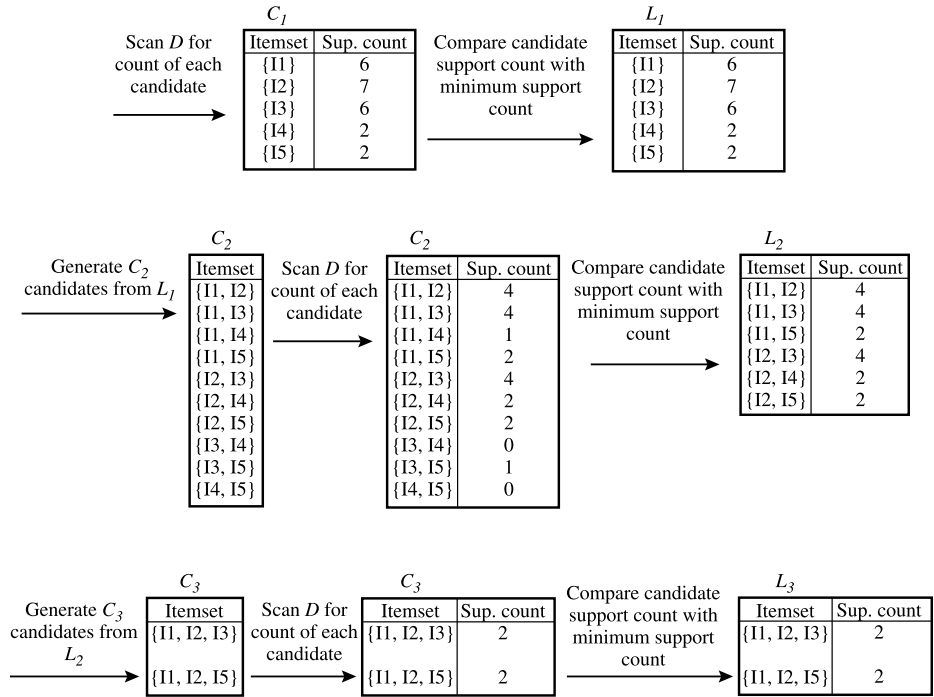 C1
L1
Scan D for
count of each
candidate
Itemset Sup. count
{I1} 6
{I2} 7
{I3} 6
{I4} 2
{I5} 2
Compare candidate
support count with
minimum support
count
Itemset Sup. count
{I1} 6
{I2} 7
{I3} 6
{I4} 2
{I5} 2
Generate C2
candidates from L1
C2
Itemset
{I1, I2}
{I1, I3}
{I1, I4}
{I1, I5}
{I2, I3}
{I2, I4}
{I2, I5}
{I3, I4}
{I3, I5}
{I4, I5}
Scan D for
count of each
candidate
C2
Itemset Sup. count
{I1, I2} 4
{I1, I3} 4
{I1, I4} 1
{I1, I5} 2
{I2, I3} 4
{I2, I4} 2
{I2, I5} 2
{I3, I4} 0
{I3, I5} 1
{I4, I5} 0
Compare candidate
support count with
minimum support
count
L2
Itemset Sup. count
{I1, I2} 4
{I1, I3} 4
{I1, I5} 2
{I2, I3} 4
{I2, I4} 2
{I2, I5} 2
Generate C3
candidates from
L2
C3
Itemset
{I1, I2, I3}
{I1, I2, I5}
Scan D for
count of each
candidate
C3
Itemset Sup. count
{I1, I2, I3} 2
{I1, I2, I5} 2
Compare candidate
support count with
minimum support
count
L3
Itemset Sup. count
{I1, I2, I3} 2
{I1, I2, I5} 2